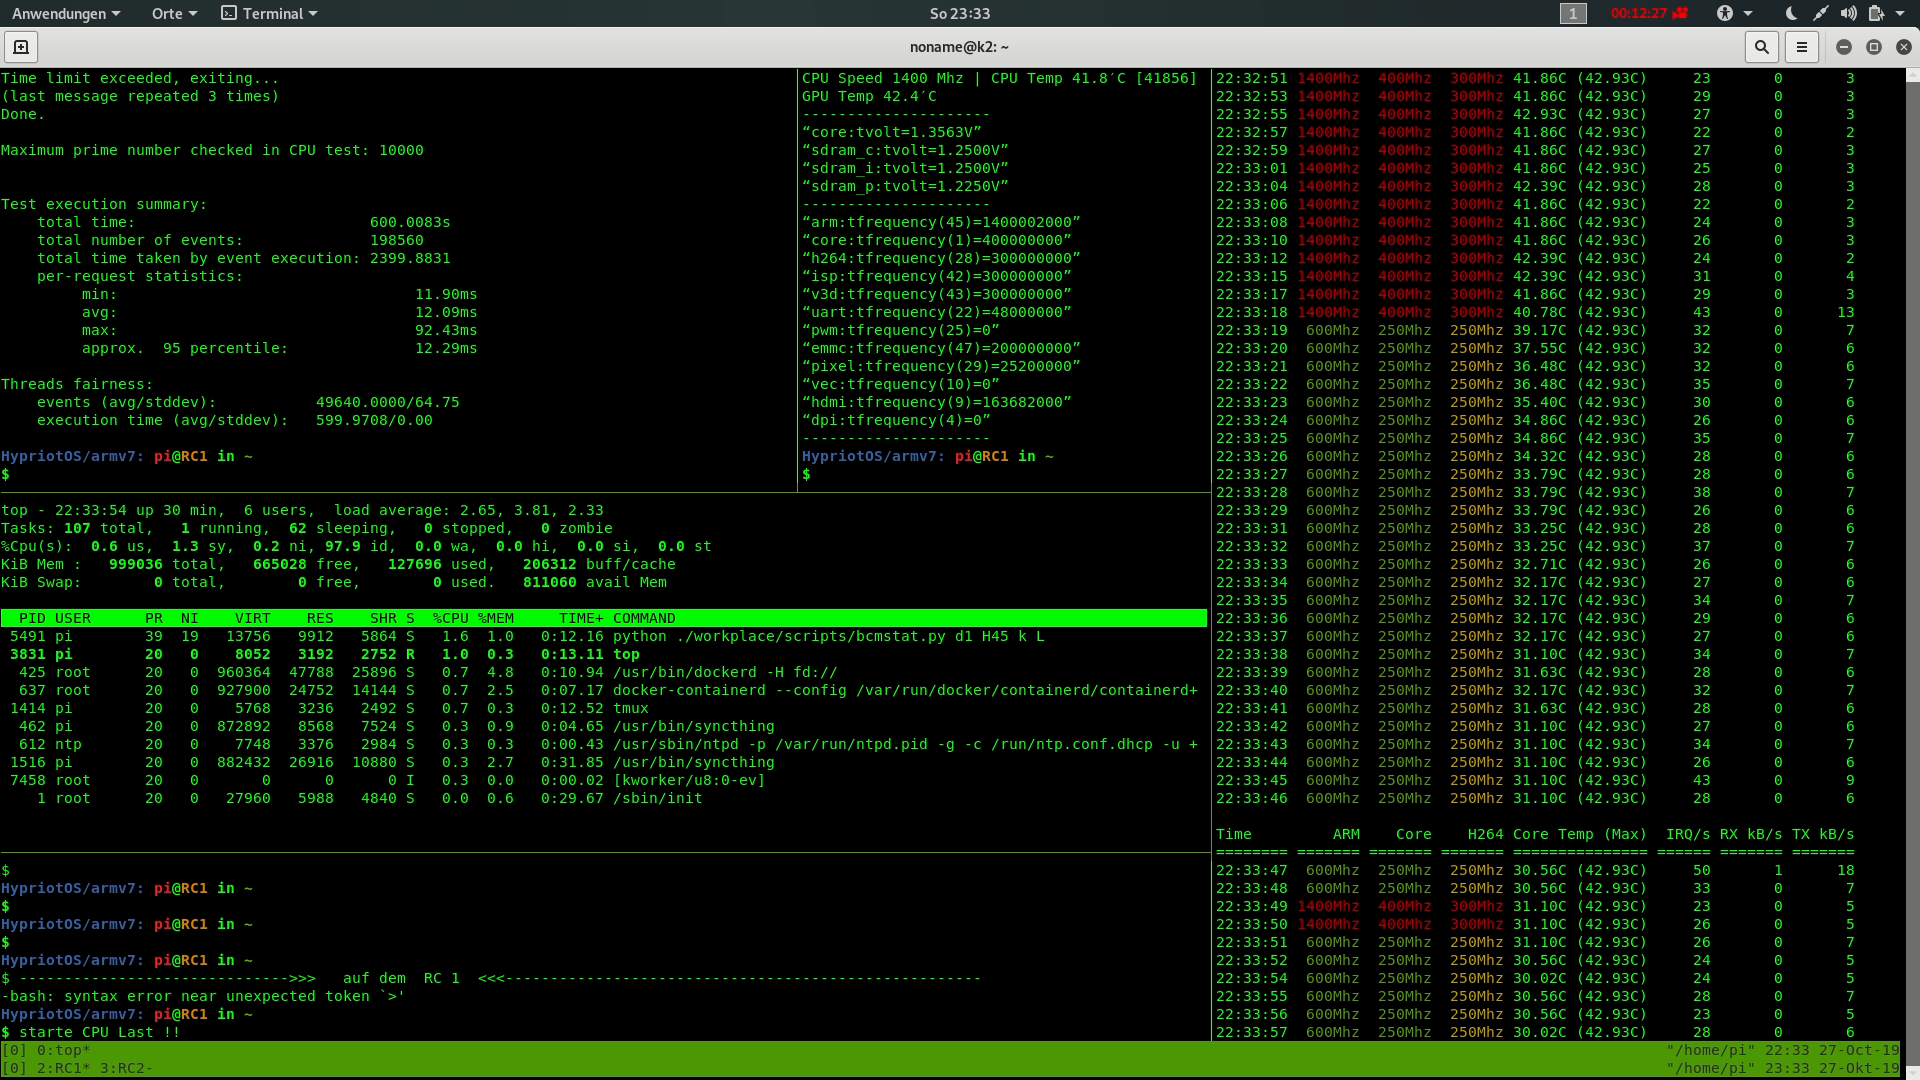 Anwendungen Orte Terminal So 23:33 1 00:12:27
noname@k2: ~
Time limit exceeded, exiting...
(last message repeated 3 times)
Done.
Maximum prime number checked in CPU test: 10000
Test execution summary:
total time: 600.0083s
total number of events: 198560
total time taken by event execution: 2399.8831
per-request statistics:
min: 11.90ms
avg: 12.09ms
max: 92.43ms
approx. 95 percentile: 12.29ms
Threads fairness:
events (avg/stddev): 49640.0000/64.75
execution time (avg/stddev): 599.9708/0.00
HypriotOS/armv7: pi@RC1 in ~
$
CPU Speed 1400 Mhz | CPU Temp 41.8´C [41856]
GPU Temp 42.4´C
---------------------
“core:tvolt=1.3563V”
“sdram_c:tvolt=1.2500V”
“sdram_i:tvolt=1.2500V”
“sdram_p:tvolt=1.2250V”
---------------------
“arm:tfrequency(45)=1400002000”
“core:tfrequency(1)=400000000”
“h264:tfrequency(28)=300000000”
“isp:tfrequency(42)=300000000”
“v3d:tfrequency(43)=300000000”
“uart:tfrequency(22)=48000000”
“pwm:tfrequency(25)=0”
“emmc:tfrequency(47)=200000000”
“pixel:tfrequency(29)=25200000”
“vec:tfrequency(10)=0”
“hdmi:tfrequency(9)=163682000”
“dpi:tfrequency(4)=0”
---------------------
HypriotOS/armv7: pi@RC1 in ~
$
top - 22:33:54 up 30 min, 6 users, load average: 2.65, 3.81, 2.33
Tasks: 107 total, 1 running, 62 sleeping, 0 stopped, 0 zombie
%Cpu(s): 0.6 us, 1.3 sy, 0.2 ni, 97.9 id, 0.0 wa, 0.0 hi, 0.0 si, 0.0 st
KiB Mem : 999036 total, 665028 free, 127696 used, 206312 buff/cache
KiB Swap: 0 total, 0 free, 0 used. 811060 avail Mem
PID USER PR NI VIRT RES SHR S %CPU %MEM TIME+ COMMAND
5491 pi 39 19 13756 9912 5864 S 1.6 1.0 0:12.16 python ./workplace/scripts/bcmstat.py d1 H45 k L
3831 pi 20 0 8052 3192 2752 R 1.0 0.3 0:13.11 top
425 root 20 0 960364 47788 25896 S 0.7 4.8 0:10.94 /usr/bin/dockerd -H fd://
637 root 20 0 927900 24752 14144 S 0.7 2.5 0:07.17 docker-containerd --config /var/run/docker/containerd/containerd+
1414 pi 20 0 5768 3236 2492 S 0.7 0.3 0:12.52 tmux
462 pi 20 0 872892 8568 7524 S 0.3 0.9 0:04.65 /usr/bin/syncthing
612 ntp 20 0 7748 3376 2984 S 0.3 0.3 0:00.43 /usr/sbin/ntpd -p /var/run/ntpd.pid -g -c /run/ntp.conf.dhcp -u +
1516 pi 20 0 882432 26916 10880 S 0.3 2.7 0:31.85 /usr/bin/syncthing
7458 root 20 0 0 0 0 I 0.3 0.0 0:00.02 [kworker/u8:0-ev]
1 root 20 0 27960 5988 4840 S 0.0 0.6 0:29.67 /sbin/init
$
HypriotOS/armv7: pi@RC1 in ~
$
HypriotOS/armv7: pi@RC1 in ~
$
HypriotOS/armv7: pi@RC1 in ~
$ ------------------------------>>> auf dem RC 1 <<<-----------------------------------------------------
-bash: syntax error near unexpected token `>'
HypriotOS/armv7: pi@RC1 in ~
$ starte CPU Last !!
22:32:51 1400Mhz 400Mhz 300Mhz 41.86C (42.93C) 23 0 3
22:32:53 1400Mhz 400Mhz 300Mhz 41.86C (42.93C) 29 0 3
22:32:55 1400Mhz 400Mhz 300Mhz 42.93C (42.93C) 27 0 3
22:32:57 1400Mhz 400Mhz 300Mhz 41.86C (42.93C) 22 0 2
22:32:59 1400Mhz 400Mhz 300Mhz 41.86C (42.93C) 27 0 3
22:33:01 1400Mhz 400Mhz 300Mhz 41.86C (42.93C) 25 0 3
22:33:04 1400Mhz 400Mhz 300Mhz 42.39C (42.93C) 28 0 3
22:33:06 1400Mhz 400Mhz 300Mhz 41.86C (42.93C) 22 0 2
22:33:08 1400Mhz 400Mhz 300Mhz 41.86C (42.93C) 24 0 3
22:33:10 1400Mhz 400Mhz 300Mhz 41.86C (42.93C) 26 0 3
22:33:12 1400Mhz 400Mhz 300Mhz 42.39C (42.93C) 24 0 2
22:33:15 1400Mhz 400Mhz 300Mhz 42.39C (42.93C) 31 0 4
22:33:17 1400Mhz 400Mhz 300Mhz 41.86C (42.93C) 29 0 3
22:33:18 1400Mhz 400Mhz 300Mhz 40.78C (42.93C) 43 0 13
22:33:19 600Mhz 250Mhz 250Mhz 39.17C (42.93C) 32 0 7
22:33:20 600Mhz 250Mhz 250Mhz 37.55C (42.93C) 32 0 6
22:33:21 600Mhz 250Mhz 250Mhz 36.48C (42.93C) 32 0 6
22:33:22 600Mhz 250Mhz 250Mhz 36.48C (42.93C) 35 0 7
22:33:23 600Mhz 250Mhz 250Mhz 35.40C (42.93C) 30 0 6
22:33:24 600Mhz 250Mhz 250Mhz 34.86C (42.93C) 26 0 6
22:33:25 600Mhz 250Mhz 250Mhz 34.86C (42.93C) 35 0 7
22:33:26 600Mhz 250Mhz 250Mhz 34.32C (42.93C) 28 0 6
22:33:27 600Mhz 250Mhz 250Mhz 33.79C (42.93C) 28 0 6
22:33:28 600Mhz 250Mhz 250Mhz 33.79C (42.93C) 38 0 7
22:33:29 600Mhz 250Mhz 250Mhz 33.79C (42.93C) 26 0 6
22:33:31 600Mhz 250Mhz 250Mhz 33.25C (42.93C) 28 0 6
22:33:32 600Mhz 250Mhz 250Mhz 33.25C (42.93C) 37 0 7
22:33:33 600Mhz 250Mhz 250Mhz 32.71C (42.93C) 26 0 6
22:33:34 600Mhz 250Mhz 250Mhz 32.17C (42.93C) 27 0 6
22:33:35 600Mhz 250Mhz 250Mhz 32.17C (42.93C) 34 0 7
22:33:36 600Mhz 250Mhz 250Mhz 32.17C (42.93C) 29 0 6
22:33:37 600Mhz 250Mhz 250Mhz 32.17C (42.93C) 27 0 6
22:33:38 600Mhz 250Mhz 250Mhz 31.10C (42.93C) 34 0 7
22:33:39 600Mhz 250Mhz 250Mhz 31.63C (42.93C) 28 0 6
22:33:40 600Mhz 250Mhz 250Mhz 32.17C (42.93C) 32 0 7
22:33:41 600Mhz 250Mhz 250Mhz 31.63C (42.93C) 28 0 6
22:33:42 600Mhz 250Mhz 250Mhz 31.10C (42.93C) 27 0 6
22:33:43 600Mhz 250Mhz 250Mhz 31.10C (42.93C) 34 0 7
22:33:44 600Mhz 250Mhz 250Mhz 31.10C (42.93C) 26 0 6
22:33:45 600Mhz 250Mhz 250Mhz 31.10C (42.93C) 43 0 9
22:33:46 600Mhz 250Mhz 250Mhz 31.10C (42.93C) 28 0 6
Time ARM Core H264 Core Temp (Max) IRQ/s RX kB/s TX kB/s
======== ======= ======= ======= =============== ====== ======= =======
22:33:47 600Mhz 250Mhz 250Mhz 30.56C (42.93C) 50 1 18
22:33:48 600Mhz 250Mhz 250Mhz 30.56C (42.93C) 33 0 7
22:33:49 1400Mhz 400Mhz 300Mhz 31.10C (42.93C) 23 0 5
22:33:50 1400Mhz 400Mhz 300Mhz 31.10C (42.93C) 26 0 5
22:33:51 600Mhz 250Mhz 250Mhz 31.10C (42.93C) 26 0 7
22:33:52 600Mhz 250Mhz 250Mhz 30.56C (42.93C) 24 0 5
22:33:54 600Mhz 250Mhz 250Mhz 30.02C (42.93C) 24 0 5
22:33:55 600Mhz 250Mhz 250Mhz 30.56C (42.93C) 28 0 7
22:33:56 600Mhz 250Mhz 250Mhz 30.56C (42.93C) 23 0 5
22:33:57 600Mhz 250Mhz 250Mhz 30.02C (42.93C) 28 0 6
[0] 0:top* "/home/pi" 22:33 27-Oct-19
[0] 2:RC1* 3:RC2- "/home/pi" 23:33 27-Okt-19